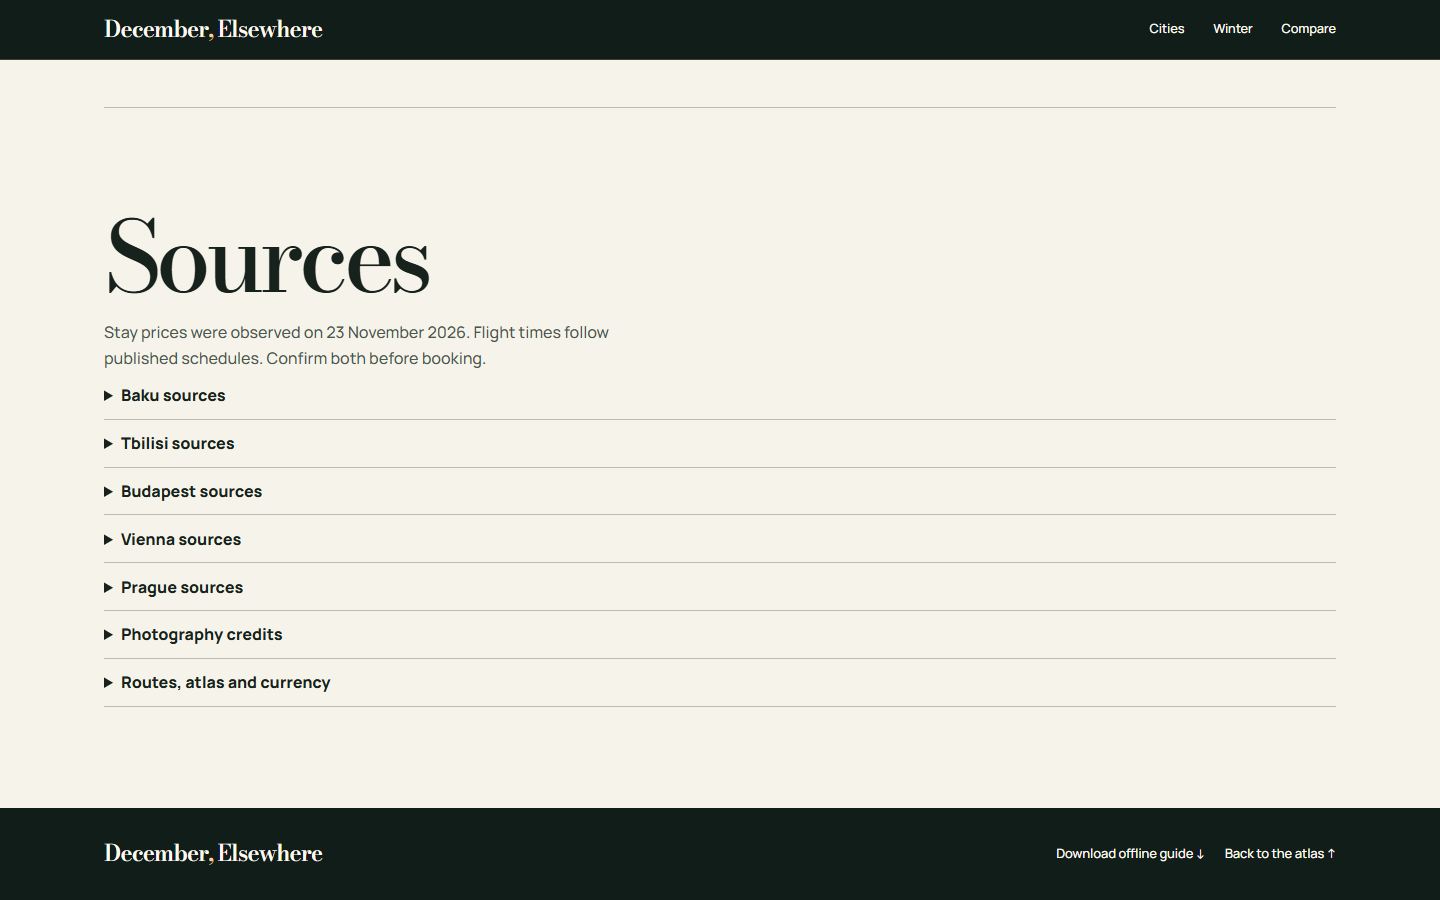 December, Elsewhere
Cities
Winter
Compare
Sources
Stay prices were observed on 23 November 2026. Flight times follow
published schedules. Confirm both before booking.
▶ Baku sources
▶ Tbilisi sources
▶ Budapest sources
▶ Vienna sources
▶ Prague sources
▶ Photography credits
▶ Routes, atlas and currency
December, Elsewhere
Download offline guide ↓
Back to the atlas ↑